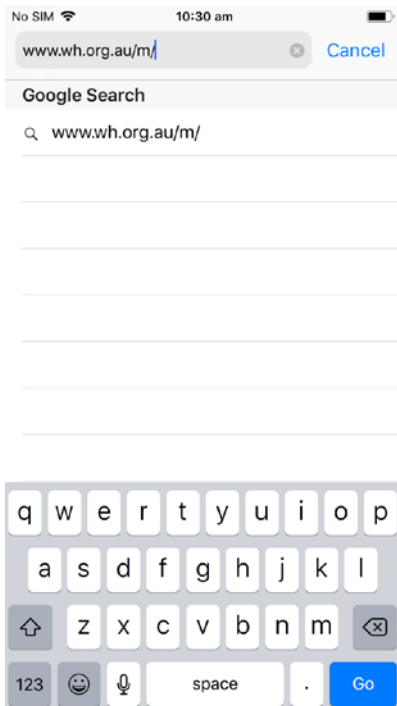 No SIM 10:30 am
www.wh.org.au/m/ Cancel
Google Search
www.wh.org.au/m/
q w e r t y u i o p
a s d f g h j k l
z x c v b n m
123 space . Go